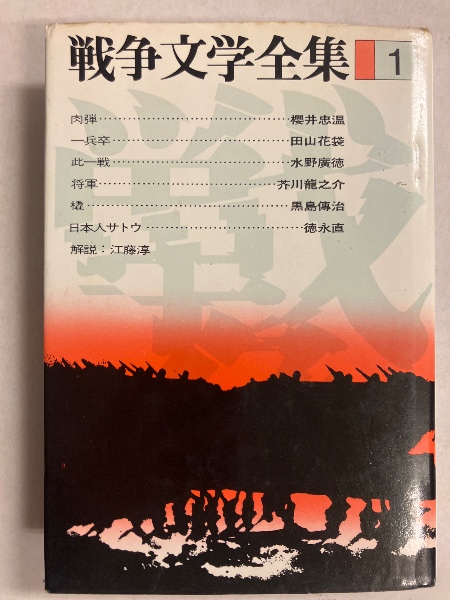 戦争文学全集 1
肉弾……………………………櫻井忠温
一兵卒…………………………田山花袋
此一戦…………………………水野廣徳
将軍…………………………芥川龍之介
橇………………………………黒島傳治
日本人サトウ……………………徳永直
解説：江藤淳
戦